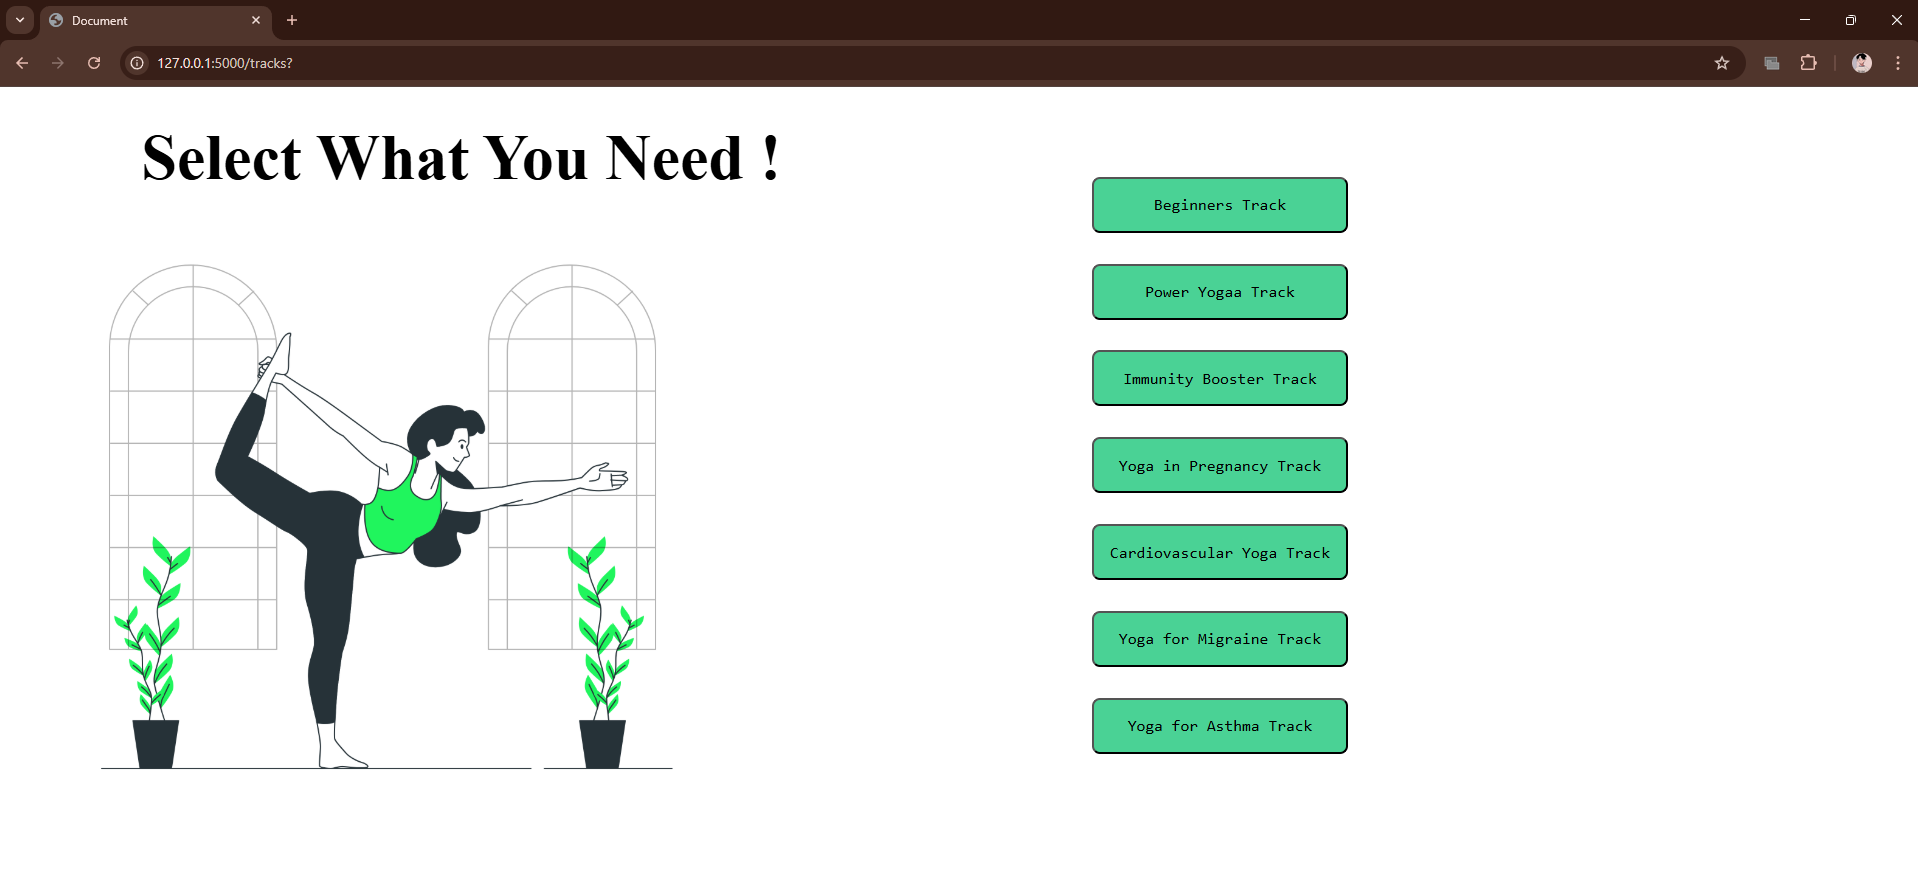 Document
127.0.0.1:5000/tracks?
Select What You Need !
Beginners Track
Power Yogaa Track
Immunity Booster Track
Yoga in Pregnancy Track
Cardiovascular Yoga Track
Yoga for Migraine Track
Yoga for Asthma Track